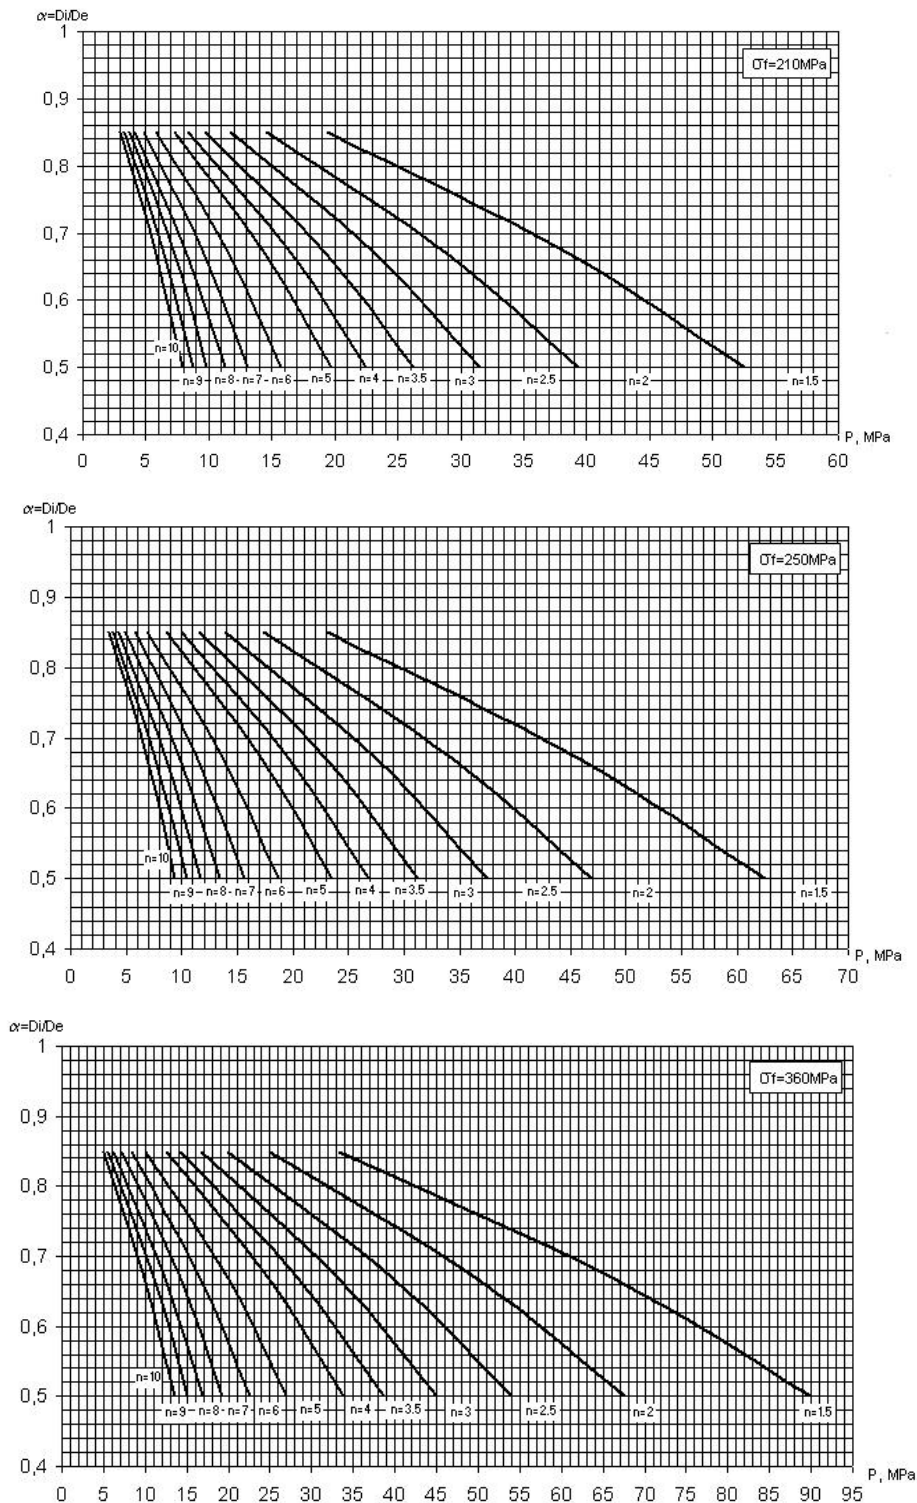 α=Di/De
1
σf=210MPa
0,9
0,8
0,7
0,6
n=10
0,5
n=9 n=8 n=7 n=6 n=5 n=4 n=3.5 n=3 n=2.5 n=2 n=1.5
0,4
P, MPa
0 5 10 15 20 25 30 35 40 45 50 55 60
α=Di/De
1
σf=250MPa
0,9
0,8
0,7
0,6
n=10
0,5
n=9 n=8 n=7 n=6 n=5 n=4 n=3.5 n=3 n=2.5 n=2 n=1.5
0,4
P, MPa
0 5 10 15 20 25 30 35 40 45 50 55 60 65 70
α=Di/De
1
σf=360MPa
0,9
0,8
0,7
0,6
n=10
0,5
n=9 n=8 n=7 n=6 n=5 n=4 n=3.5 n=3 n=2.5 n=2 n=1.5
0,4
P, MPa
0 5 10 15 20 25 30 35 40 45 50 55 60 65 70 75 80 85 90 95